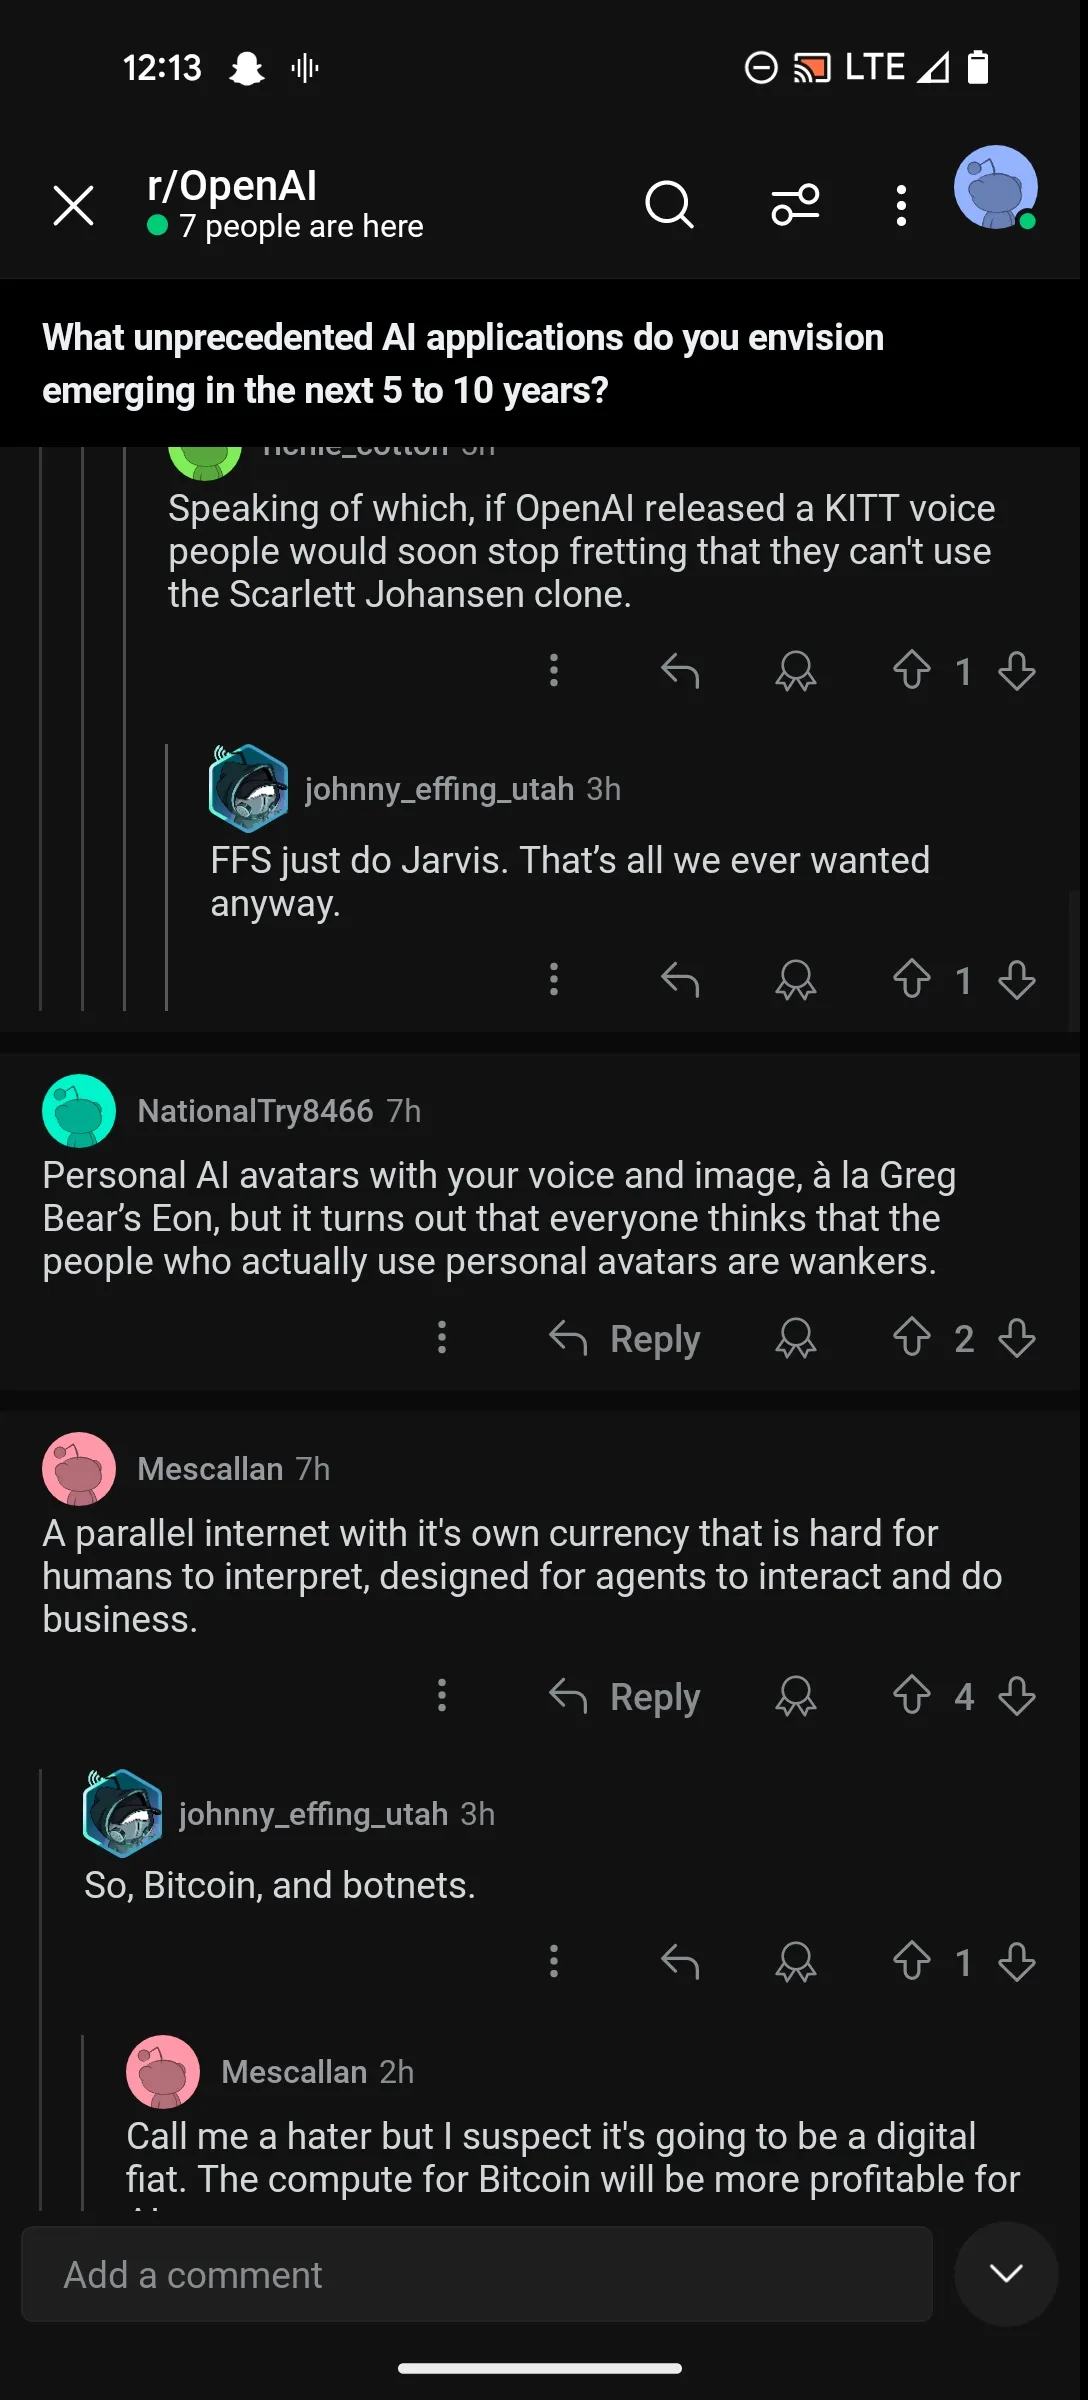 12:13
LTE
r/OpenAI
7 people are here
What unprecedented AI applications do you envision
emerging in the next 5 to 10 years?
richie_cotton 5h
Speaking of which, if OpenAI released a KITT voice
people would soon stop fretting that they can't use
the Scarlett Johansen clone.
1
johnny_effing_utah 3h
FFS just do Jarvis. That’s all we ever wanted
anyway.
1
NationalTry8466 7h
Personal AI avatars with your voice and image, à la Greg
Bear’s Eon, but it turns out that everyone thinks that the
people who actually use personal avatars are wankers.
Reply 2
Mescallan 7h
A parallel internet with it's own currency that is hard for
humans to interpret, designed for agents to interact and do
business.
Reply 4
johnny_effing_utah 3h
So, Bitcoin, and botnets.
1
Mescallan 2h
Call me a hater but I suspect it's going to be a digital
fiat. The compute for Bitcoin will be more profitable for
Add a comment